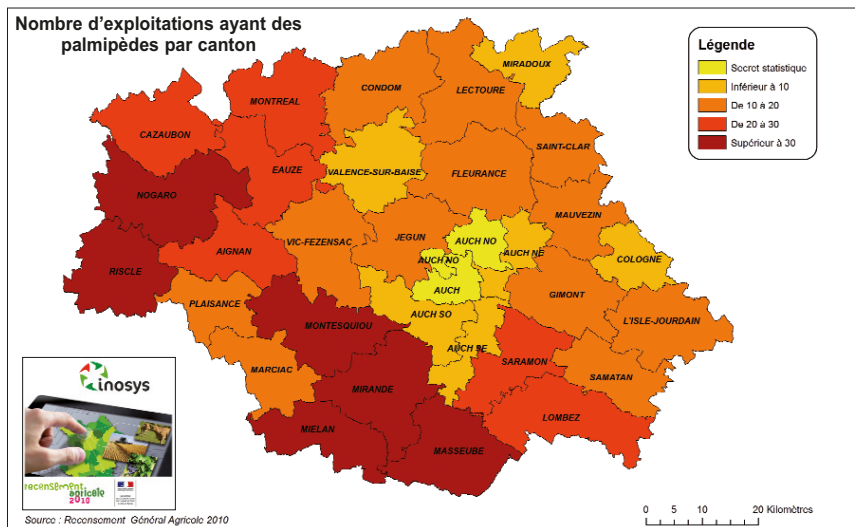 Nombre d'exploitations ayant des
palmipèdes par canton
Légende
Secret statistique
Inférieur à 10
De 10 à 20
De 20 à 30
Supérieur à 30
MIRADOUX
CONDOM
LECTOURE
MONTREAL
CAZAUBON
SAINT-CLAR
EAUZE
VALENCE-SUR-BAISE
FLEURANCE
NOGARO
MAUVEZIN
VIC-FEZENSAC
JEGUN
AUCH NO
AUCH NE
AIGNAN
AUCH NO
COLOGNE
RISCLE
AUCH
PLAISANCE
GIMONT
AUCH SO
L'ISLE-JOURDAIN
MONTESQUIOU
AUCH SE
SARAMON
MARCIAC
SAMATAN
MIRANDE
LOMBEZ
MIELAN
MASSEUBE
inosys
recensement
agricole
2010
Source : Recensement Général Agricole 2010
0 5 10 20 Kilomètres